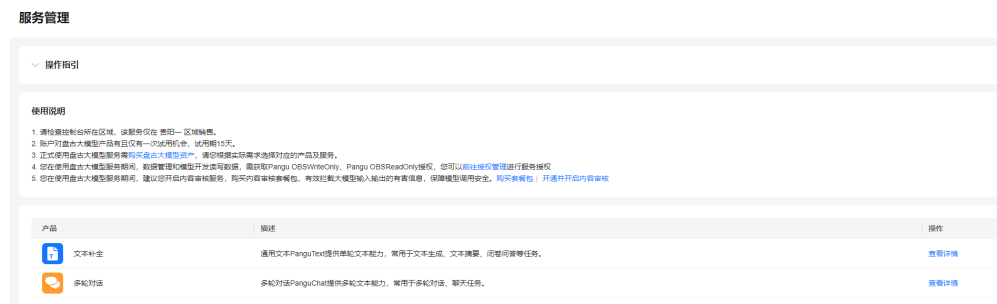 服务管理
操作指引
使用说明
1. 请检查控制台所在区域，该服务仅在 贵阳一 区域销售。
2. 账户对盘古大模型产品有且仅有一次试用机会，试用期15天。
3. 正式使用盘古大模型服务需购买盘古大模型资产，请您根据实际需求选择对应的产品及服务。
4. 您在使用盘古大模型服务期间，数据管理和模型开发读写数据，需获取Pangu OBSWriteOnly、Pangu OBSReadOnly授权，您可以前往授权管理进行服务授权
5. 您在使用盘古大模型服务期间，建议您开启内容审核服务，购买内容审核套餐包，有效拦截大模型输入输出的有害信息，保障模型调用安全。购买套餐包 | 开通并开启内容审核
产品 描述 操作
文本补全 通用文本PanguText提供单轮文本能力，常用于文本生成、文本摘要、闭卷问答等任务。 查看详情
多轮对话 多轮对话PanguChat提供多轮文本能力，常用于多轮对话、聊天任务。 查看详情